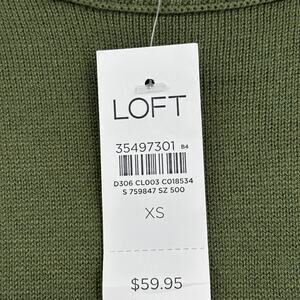 LOFT
35497301 B4
D306 CL003 C018534
S 759847 SZ 500
XS
$59.95